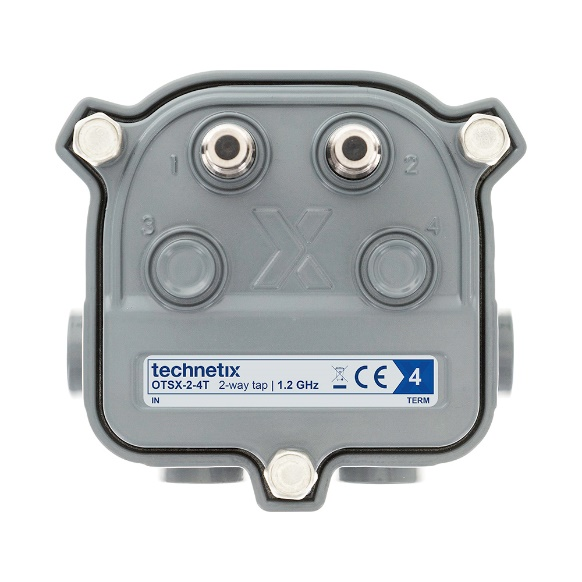 1 2
3 4
X
technetix
OTSX-2-4T 2-way tap | 1.2 GHz CE 4
IN TERM